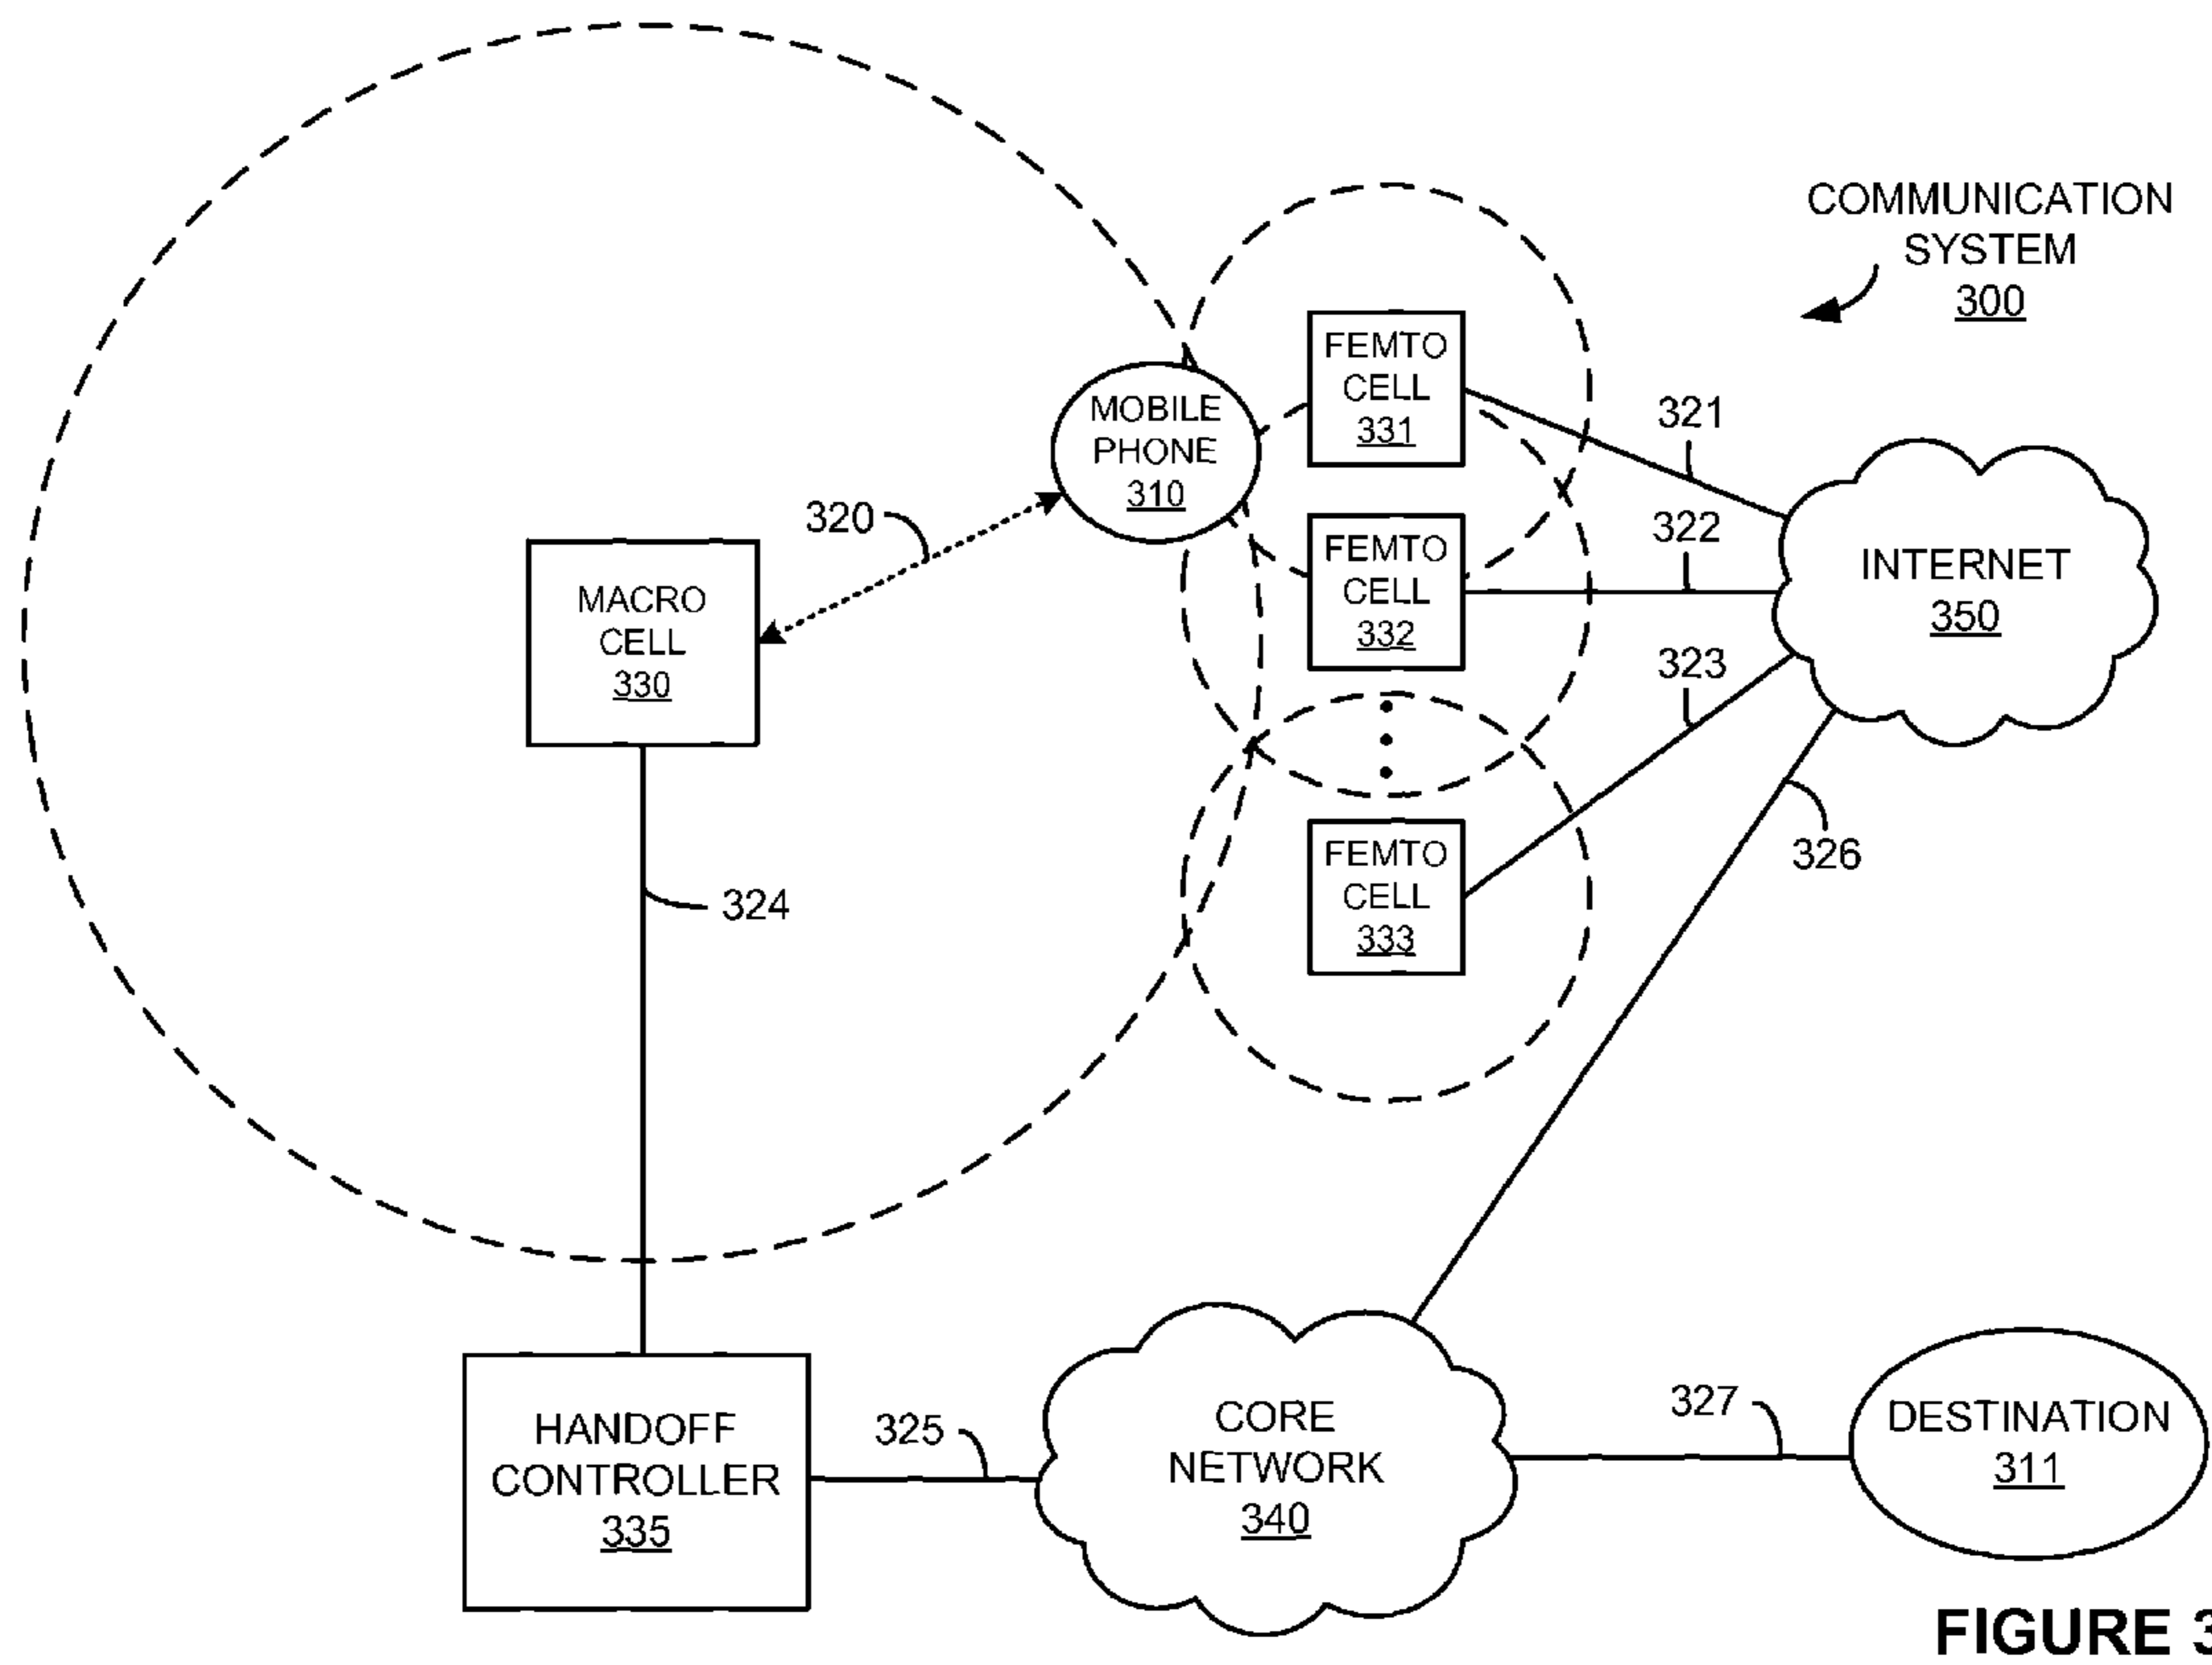 COMMUNICATION
SYSTEM
300
FEMTO
CELL
331
MOBILE
PHONE
310
321
320
322
FEMTO
CELL
332
INTERNET
350
MACRO
CELL
330
323
FEMTO
CELL
333
326
324
HANDOFF
CONTROLLER
335
325
CORE
NETWORK
340
327
DESTINATION
311
FIGURE 3